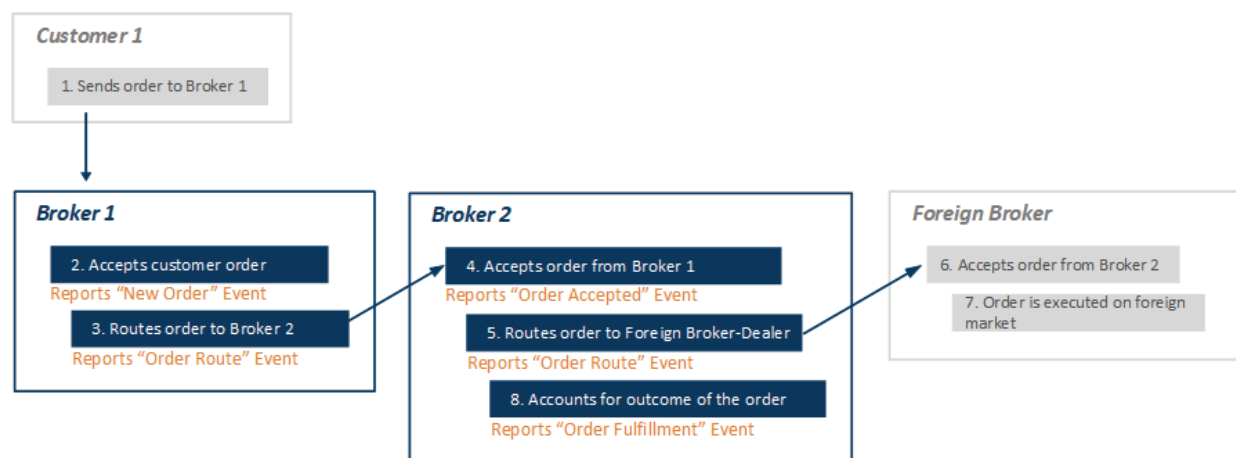 Customer 1
1. Sends order to Broker 1
Broker 1
2. Accepts customer order
Reports “New Order” Event
3. Routes order to Broker 2
Reports “Order Route” Event
Broker 2
4. Accepts order from Broker 1
Reports “Order Accepted” Event
5. Routes order to Foreign Broker-Dealer
Reports “Order Route” Event
8. Accounts for outcome of the order
Reports “Order Fulfillment” Event
Foreign Broker
6. Accepts order from Broker 2
7. Order is executed on foreign
market